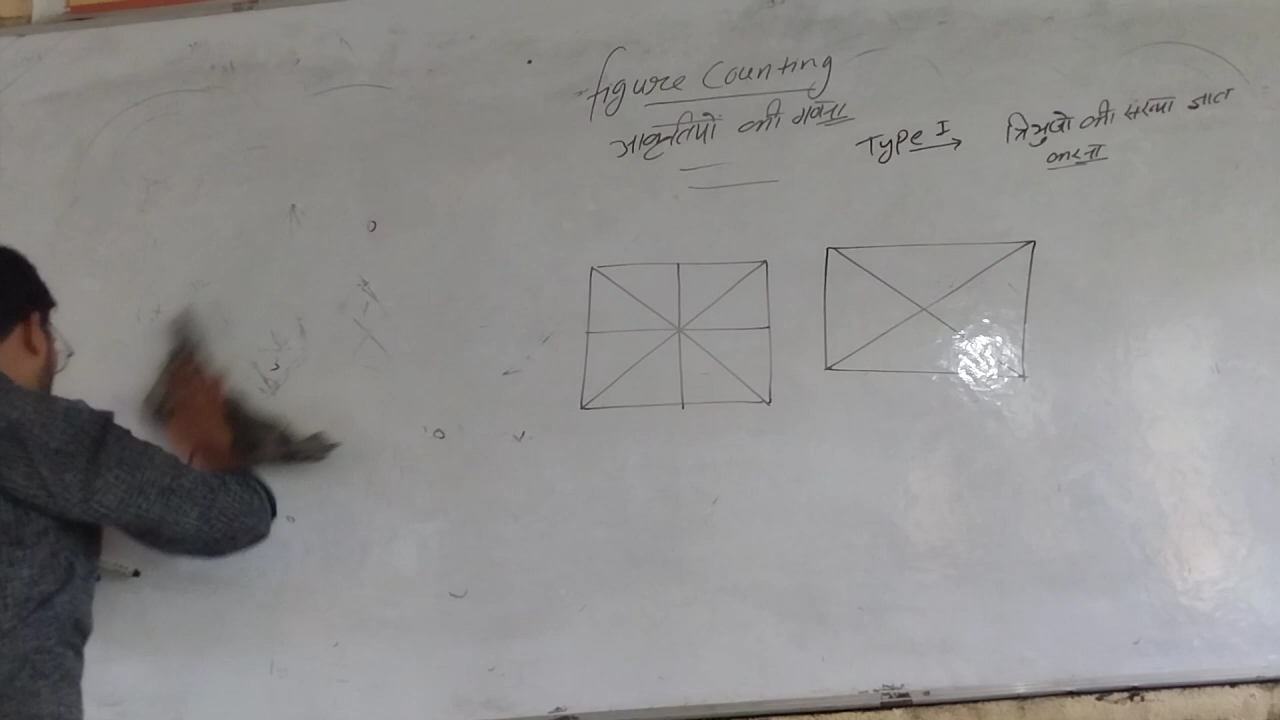 figure Counting
आकृतियों की गणना
Type I → त्रिभुजों की संख्या ज्ञात
करना